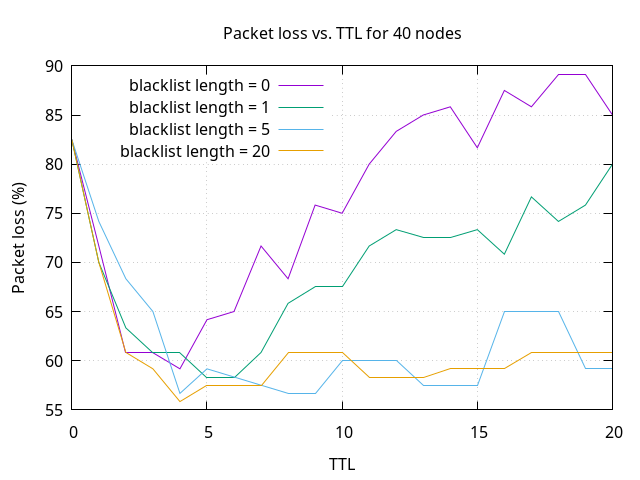 Packet loss vs. TTL for 40 nodes
90
85
80
75
70
65
60
55
Packet loss (%)
blacklist length = 0
blacklist length = 1
blacklist length = 5
blacklist length = 20
0 5 10 15 20
TTL